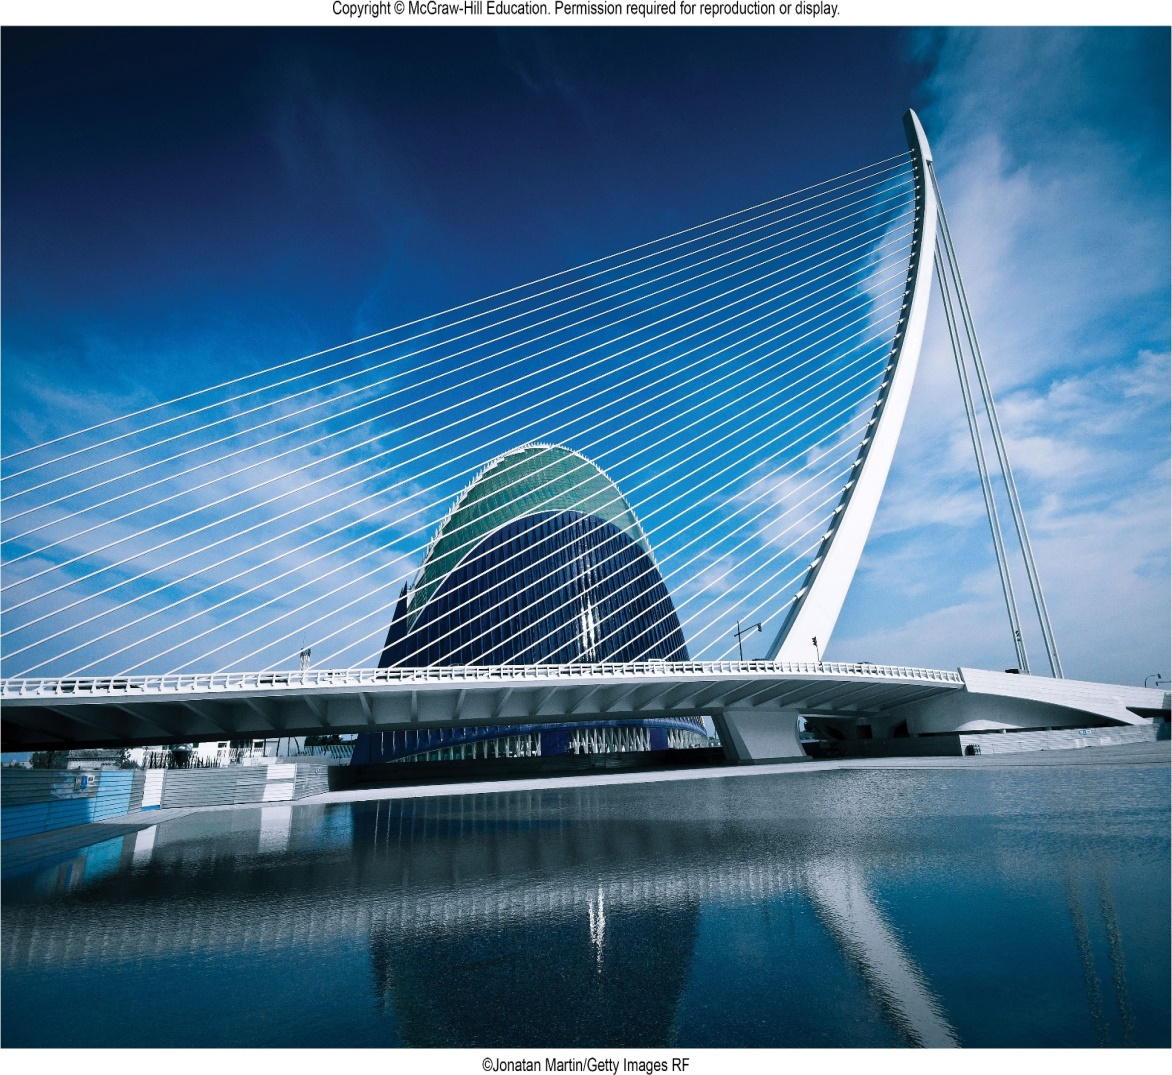 Copyright © McGraw-Hill Education. Permission required for reproduction or display.
©Jonatan Martin/Getty Images RF